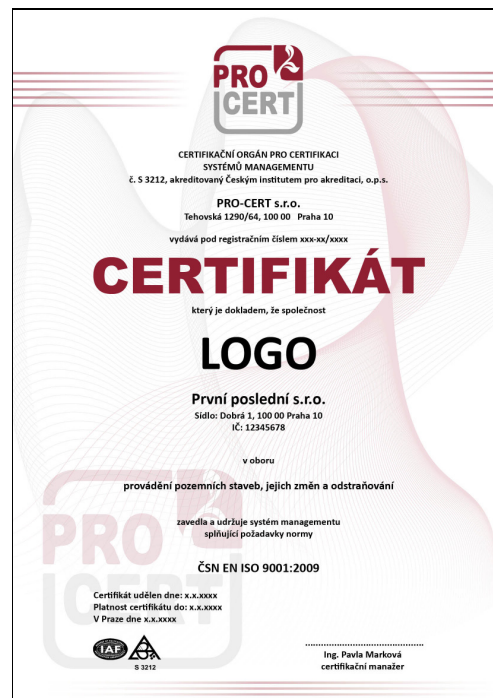 PRO
CERT
CERTIFIKAČNÍ ORGÁN PRO CERTIFIKACI
SYSTÉMŮ MANAGEMENTU
č. S 3212, akreditovaný Českým institutem pro akreditaci, o.p.s.
PRO-CERT s.r.o.
Tehovská 1290/64, 100 00 Praha 10
vydává pod registračním číslem xxx-xx/xxxx
CERTIFIKÁT
který je dokladem, že společnost
LOGO
První poslední s.r.o.
Sídlo: Dobrá 1, 100 00 Praha 10
IČ: 12345678
v oboru
provádění pozemních staveb, jejich změn a odstraňování
zavedla a udržuje systém managementu
splňující požadavky normy
PRO
CERT
ČSN EN ISO 9001:2009
Certifikát udělen dne: x.x.xxxx
Platnost certifikátu do: x.x.xxxx
V Praze dne x.x.xxxx
IAF
S 3212
Ing. Pavla Marková
certifikační manažer